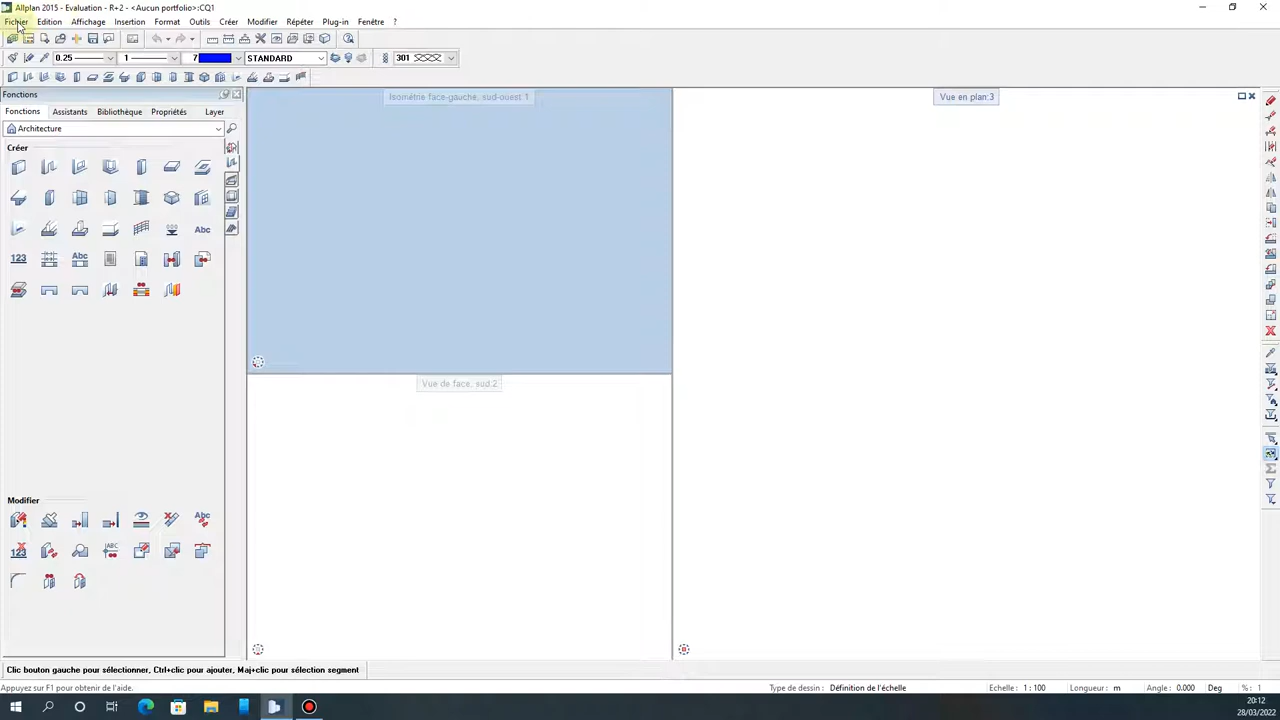 Allplan 2015 - Evaluation - R+2 - <Aucun portfolio>:CQ1
Fichier Edition Affichage Insertion Format Outils Créer Modifier Répéter Plug-in Fenêtre ?
0.25 1 7 STANDARD 301
Fonctions
Fonctions Assistants Bibliothèque Propriétés Layer
Architecture
Créer
Abc
123 Abc
Modifier
Abc
123 ABC
Isométrie face-gauche, sud-ouest:1
Vue de face, sud:2
Vue en plan:3
Clic bouton gauche pour sélectionner, Ctrl+clic pour ajouter, Maj+clic pour sélection segment
Appuyez sur F1 pour obtenir de l'aide.
Type de dessin : Définition de l'échelle Echelle : 1 : 100 Longueur : m Angle : 0.000 Deg % : 1
20:12
28/03/2022